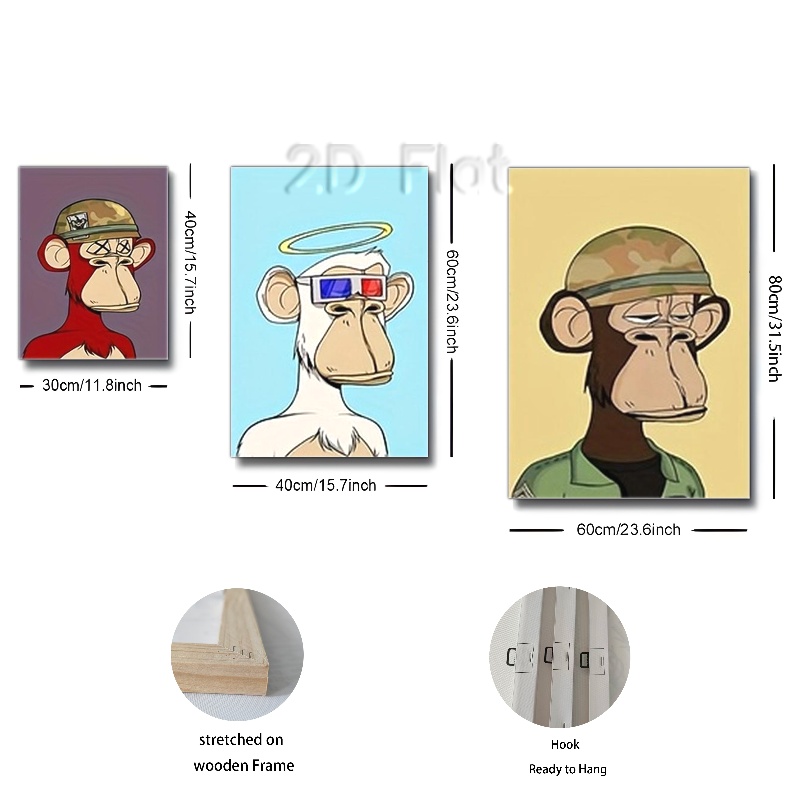 2D Flat
40cm/15.7inch
30cm/11.8inch
60cm/23.6inch
40cm/15.7inch
80cm/31.5inch
60cm/23.6inch
stretched on
wooden Frame
Hook
Ready to Hang